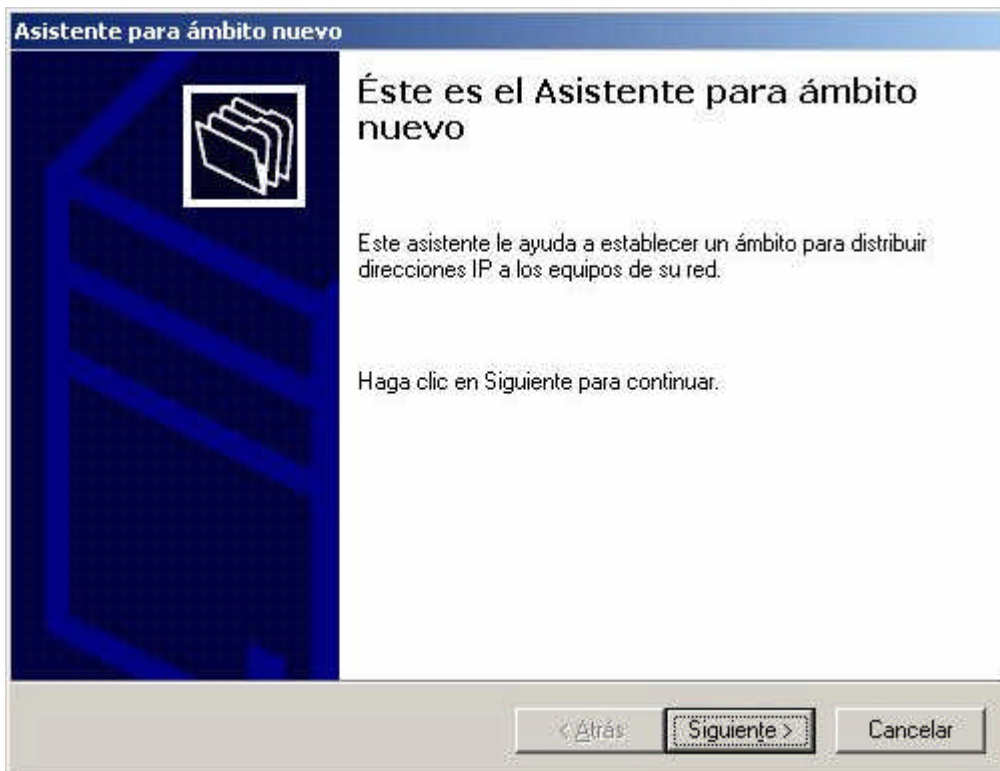 Asistente para ámbito nuevo
Éste es el Asistente para ámbito
nuevo
Este asistente le ayuda a establecer un ámbito para distribuir
direcciones IP a los equipos de su red.
Haga clic en Siguiente para continuar.
< Atrás
Siguiente >
Cancelar